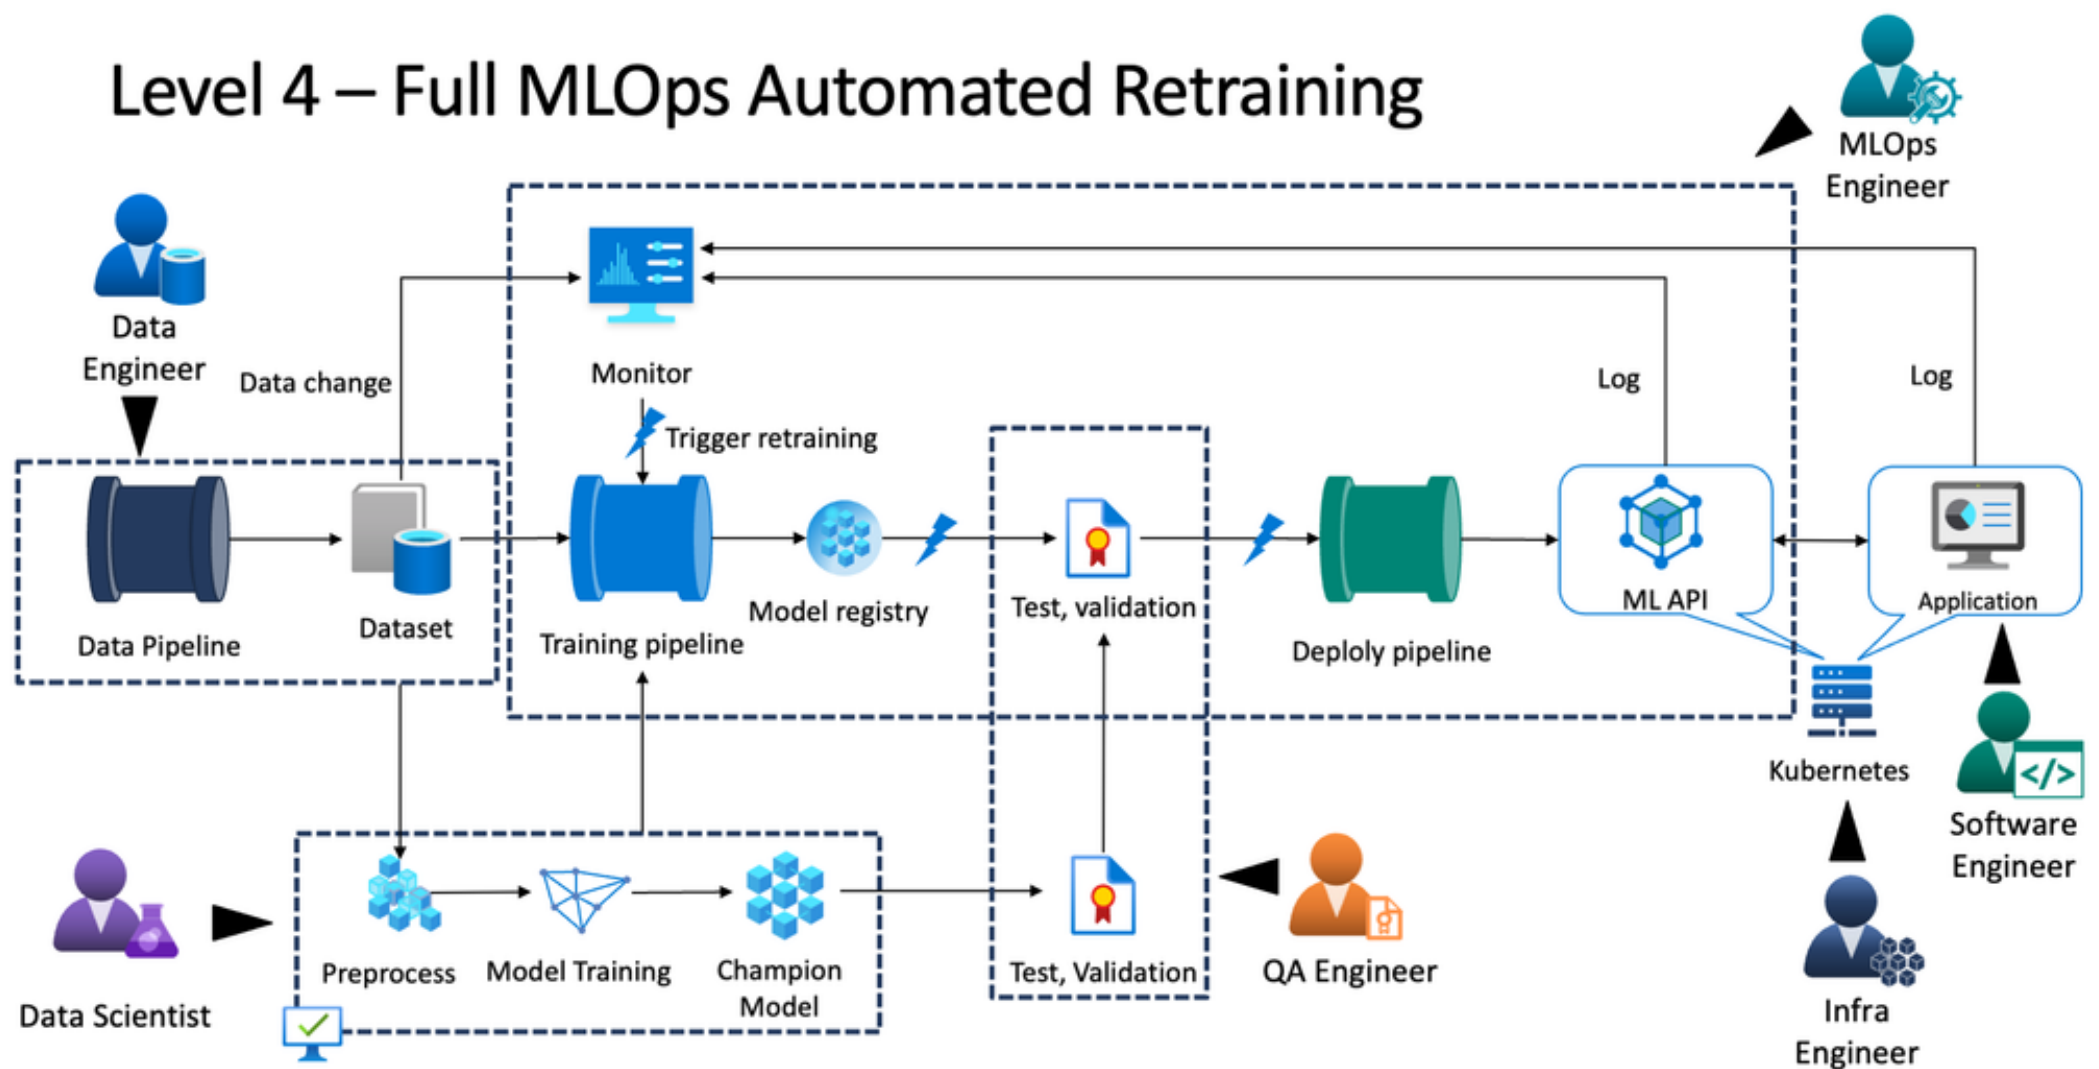 Level 4 – Full MLOps Automated Retraining
MLOps
Engineer
Data
Engineer
Data change
Monitor
Log
Log
Trigger retraining
Data Pipeline
Dataset
Training pipeline
Model registry
Test, validation
Deploly pipeline
ML API
Application
Kubernetes
</>
Software
Engineer
Data Scientist
Preprocess
Model Training
Champion
Model
Test, Validation
QA Engineer
Infra
Engineer